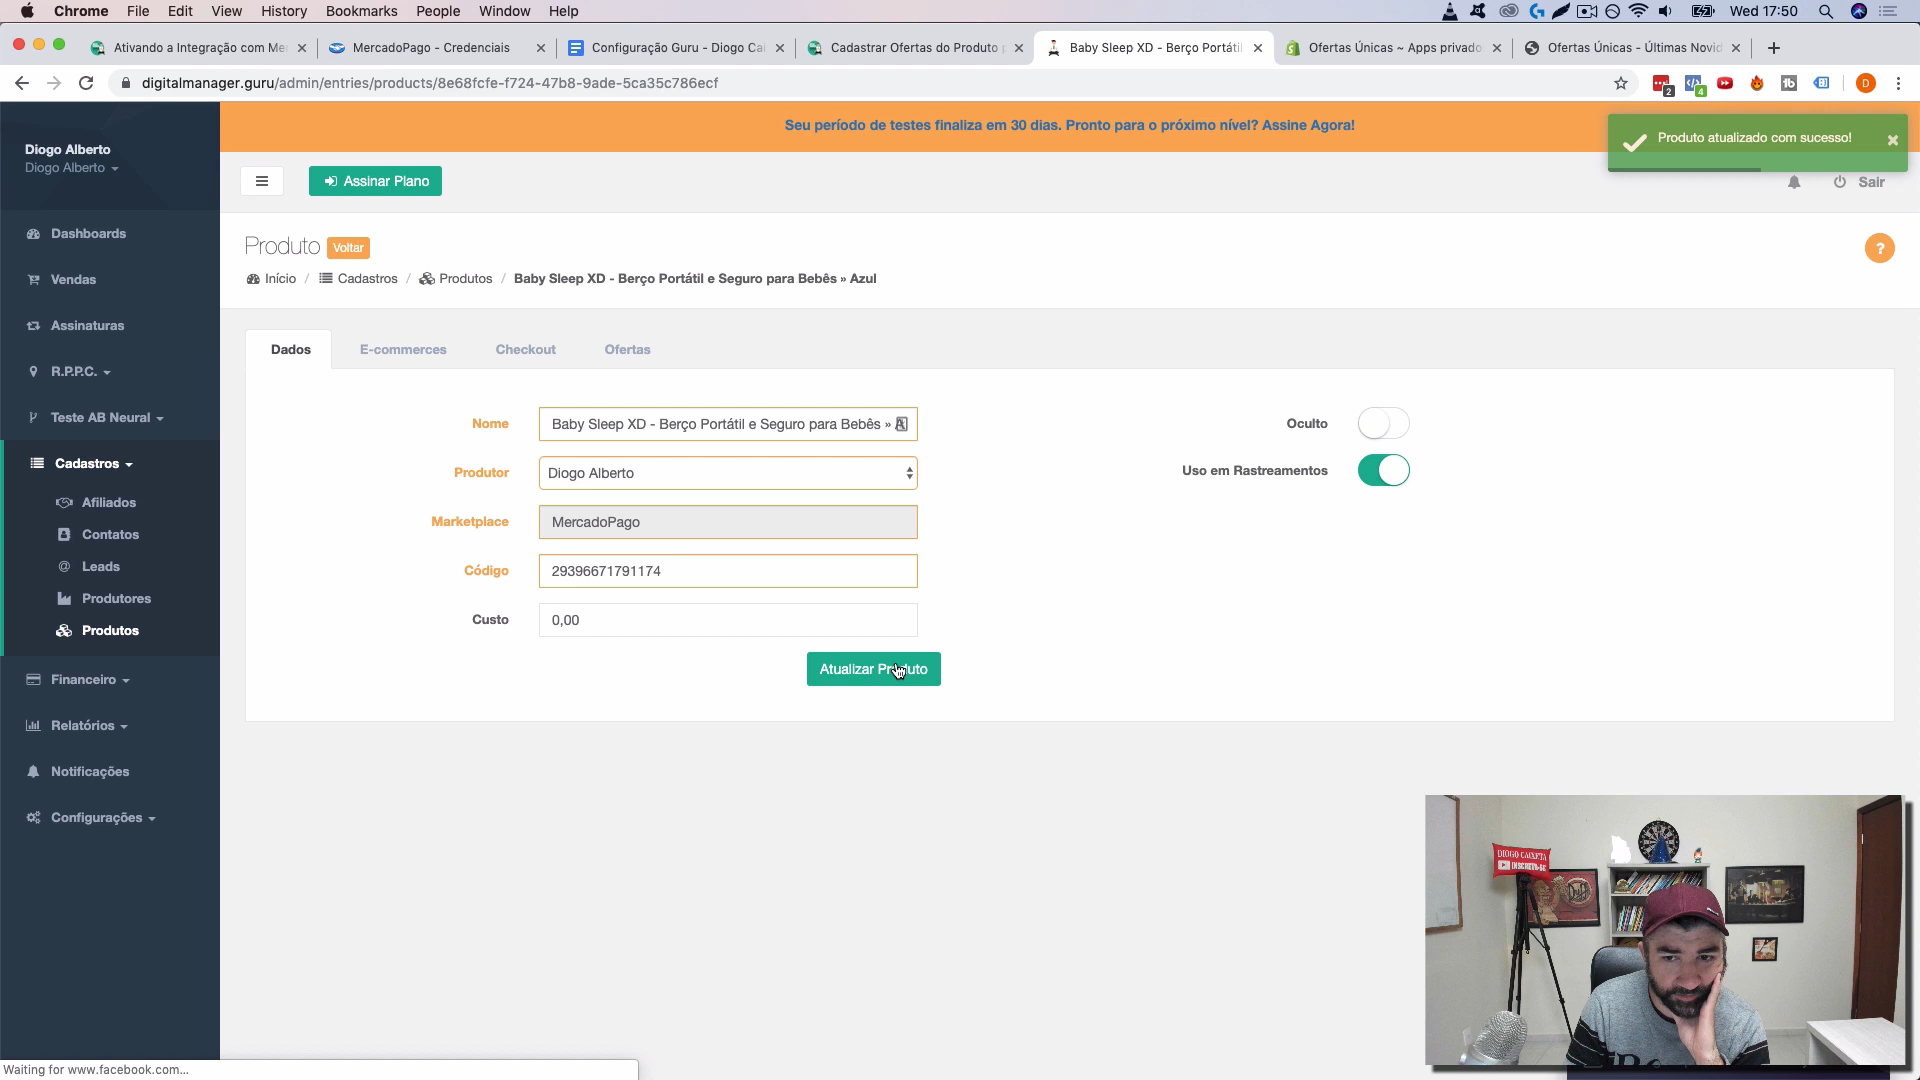 Chrome File Edit View History Bookmarks People Window Help
Wed 17:50
Ativando a Integração com Me
MercadoPago - Credenciais
Configuração Guru - Diogo Cai
Cadastrar Ofertas do Produto
Baby Sleep XD - Berço Portátil
Ofertas Únicas ~ Apps privado
Ofertas Únicas - Últimas Novid
digitalmanager.guru/admin/entries/products/8e68fcfe-f724-47b8-9ade-5ca35c786ecf
2
4
D
Seu período de testes finaliza em 30 dias. Pronto para o próximo nível? Assine Agora!
Produto atualizado com sucesso!
Diogo Alberto
Diogo Alberto
Assinar Plano
Sair
Dashboards
Vendas
Assinaturas
R.P.P.C.
Teste AB Neural
Cadastros
Afiliados
Contatos
Leads
Produtores
Produtos
Financeiro
Relatórios
Notificações
Configurações
Produto Voltar
?
Início / Cadastros / Produtos / Baby Sleep XD - Berço Portátil e Seguro para Bebês » Azul
Dados E-commerces Checkout Ofertas
Nome Baby Sleep XD - Berço Portátil e Seguro para Bebês »
Produtor Diogo Alberto
Marketplace MercadoPago
Código 29396671791174
Custo 0,00
Atualizar Produto
Oculto
Uso em Rastreamentos
DIOGO CAIXETA
INSCREVA-SE
Waiting for www.facebook.com...